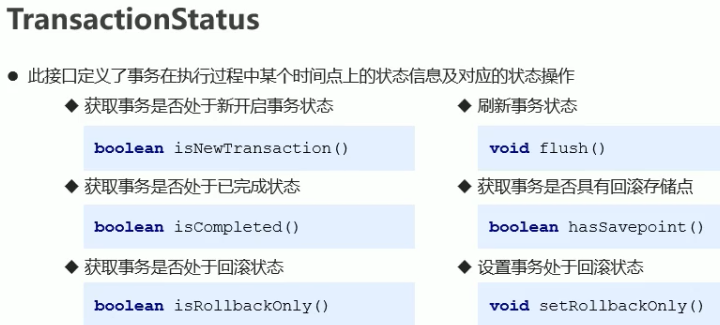 TransactionStatus
● 此接口定义了事务在执行过程中某个时间点上的状态信息及对应的状态操作
◆ 获取事务是否处于新开启事务状态
boolean isNewTransaction()
◆ 获取事务是否处于已完成状态
boolean isCompleted()
◆ 获取事务是否处于回滚状态
boolean isRollbackOnly()
◆ 刷新事务状态
void flush()
◆ 获取事务是否具有回滚存储点
boolean hasSavepoint()
◆ 设置事务处于回滚状态
void setRollbackOnly()